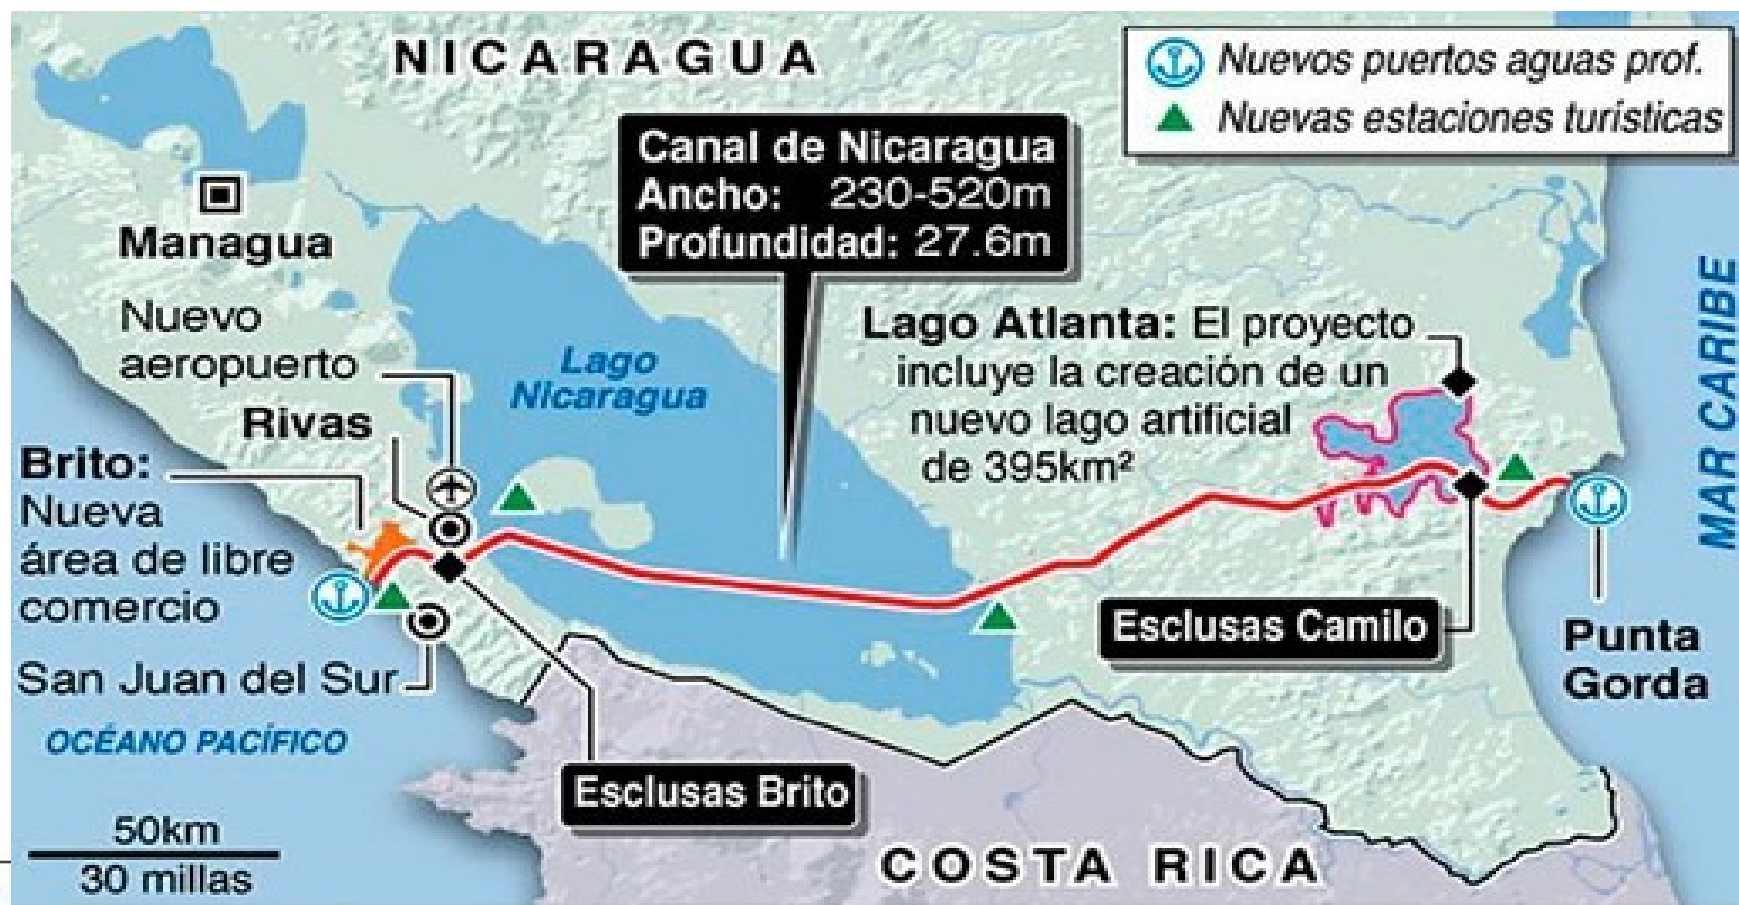 NICARAGUA
Nuevos puertos aguas prof.
Nuevas estaciones turísticas
Canal de Nicaragua
Ancho: 230-520m
Profundidad: 27.6m
Managua
Nuevo
aeropuerto
Rivas
Brito:
Nueva
área de libre
comercio
San Juan del Sur
OCÉANO PACÍFICO
Lago
Nicaragua
Lago Atlanta: El proyecto
incluye la creación de un
nuevo lago artificial
de 395km²
MAR CARIBE
Esclusas Camilo
Punta
Gorda
Esclusas Brito
50km
30 millas
COSTA RICA